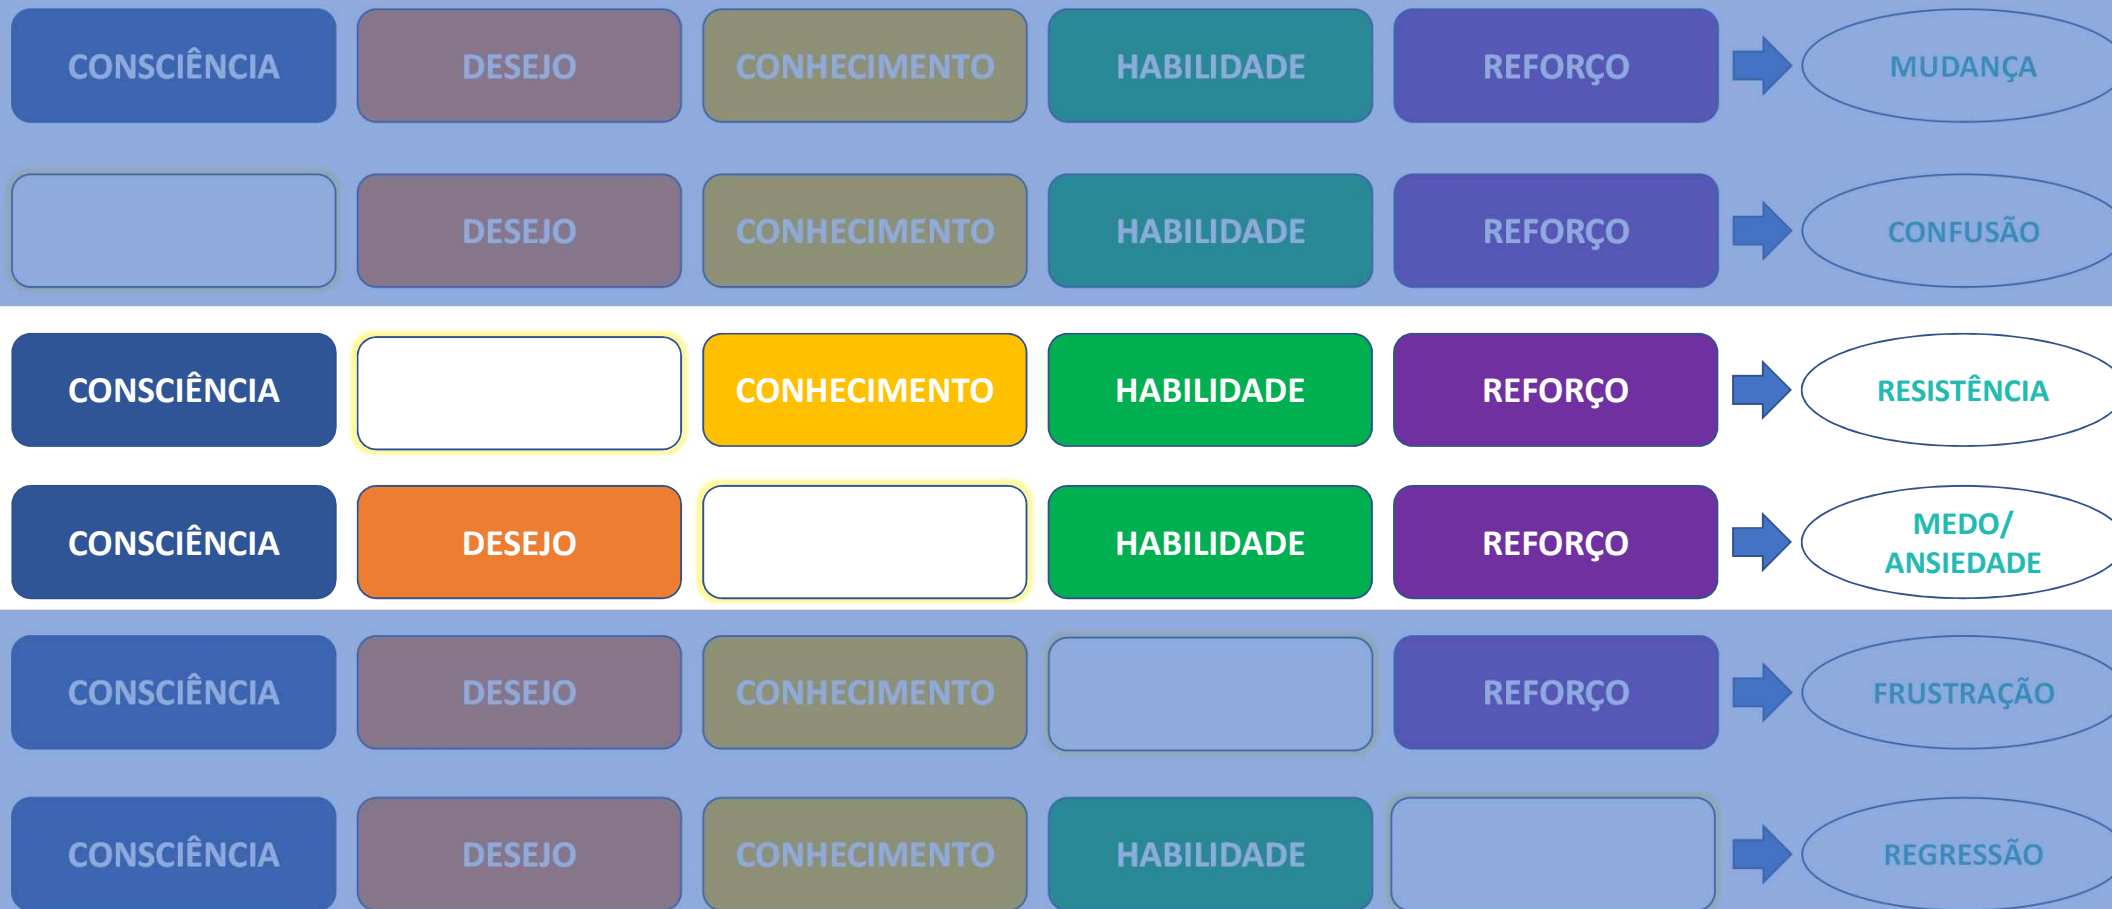 CONSCIÊNCIA DESEJO CONHECIMENTO HABILIDADE REFORÇO MUDANÇA
DESEJO CONHECIMENTO HABILIDADE REFORÇO CONFUSÃO
CONSCIÊNCIA CONHECIMENTO HABILIDADE REFORÇO RESISTÊNCIA
CONSCIÊNCIA DESEJO HABILIDADE REFORÇO MEDO/
ANSIEDADE
CONSCIÊNCIA DESEJO CONHECIMENTO REFORÇO FRUSTRAÇÃO
CONSCIÊNCIA DESEJO CONHECIMENTO HABILIDADE REGRESSÃO